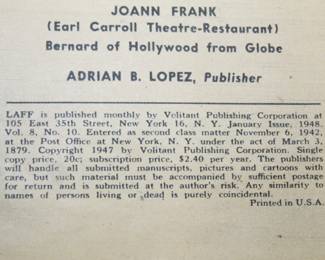 JOANN FRANK
(Earl Carroll Theatre-Restaurant)
Bernard of Hollywood from Globe
ADRIAN B. LOPEZ, Publisher
LAFF is published monthly by Volitant Publishing Corporation at
105 East 35th Street, New York 16, N. Y. January Issue, 1948.
Vol. 8, No. 10. Entered as second class matter November 6, 1942,
at the Post Office at New York, N. Y. under the act of March 3,
1879. Copyright 1947 by Volitant Publishing Corporation. Single
copy price, 20c; subscription price, $2.40 per year. The publishers
will handle all submitted manuscripts, pictures and cartoons with
care, but such material must be accompanied by sufficient postage
for return and is submitted at the author's risk. Any similarity to
names of persons living or dead is purely coincidental.
Printed in U.S.A.